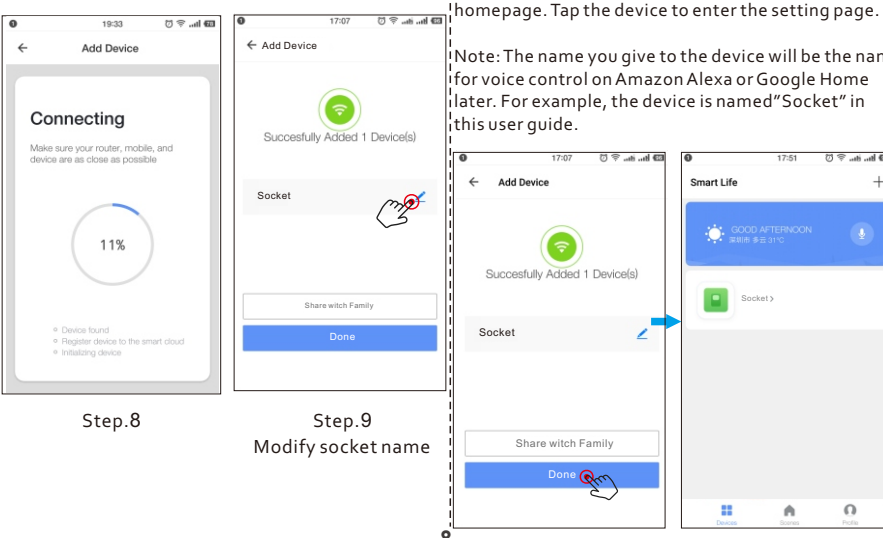 19:33
Add Device
Connecting
Make sure your router, mobile, and
device are as close as possible
11%
Device found
Register device to the smart cloud
Initializing device
Step.8
17:07
Add Device
Succesfully Added 1 Device(s)
Socket
Share witch Family
Done
Step.9
Modify socket name
homepage. Tap the device to enter the setting page.
Note: The name you give to the device will be the
for voice control on Amazon Alexa or Google Home
later. For example, the device is named”Socket” in
this user guide.
17:07
Add Device
Succesfully Added 1 Device(s)
Socket
Share witch Family
Done
17:51
Smart Life
GOOD AFTERNOON
深圳市 多云 31°C
Socket >
Devices
Scenes
Profile